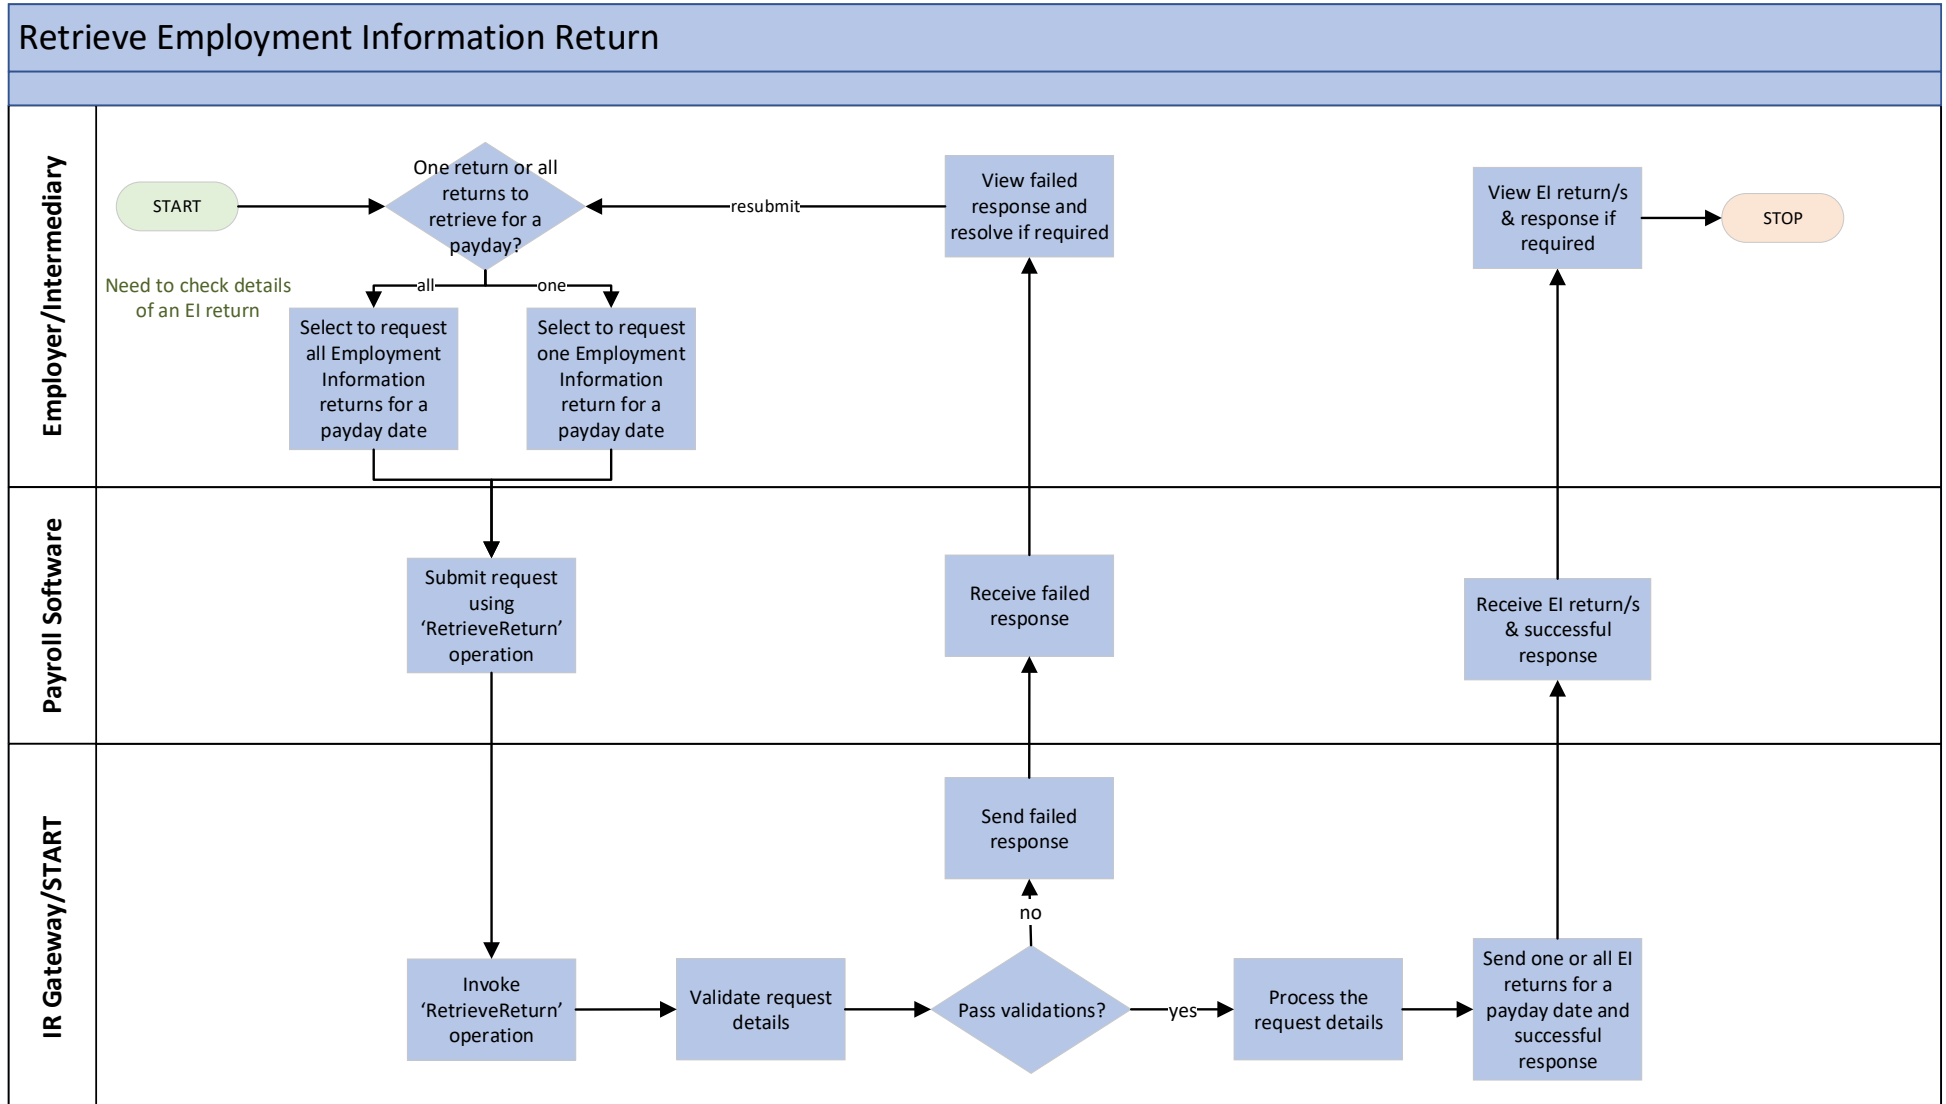 Retrieve Employment Information Return
Employer/Intermediary
START
Need to check details
of an EI return
One return or all
returns to
retrieve for a
payday?
all
one
Select to request
all Employment
Information
returns for a
payday date
Select to request
one Employment
Information
return for a
payday date
resubmit
View failed
response and
resolve if required
View EI return/s
& response if
required
STOP
Payroll Software
Submit request
using
‘RetrieveReturn’
operation
Receive failed
response
Receive EI return/s
& successful
response
IR Gateway/START
Invoke
‘RetrieveReturn’
operation
Validate request
details
Pass validations?
no
Send failed
response
yes
Process the
request details
Send one or all EI
returns for a
payday date and
successful
response